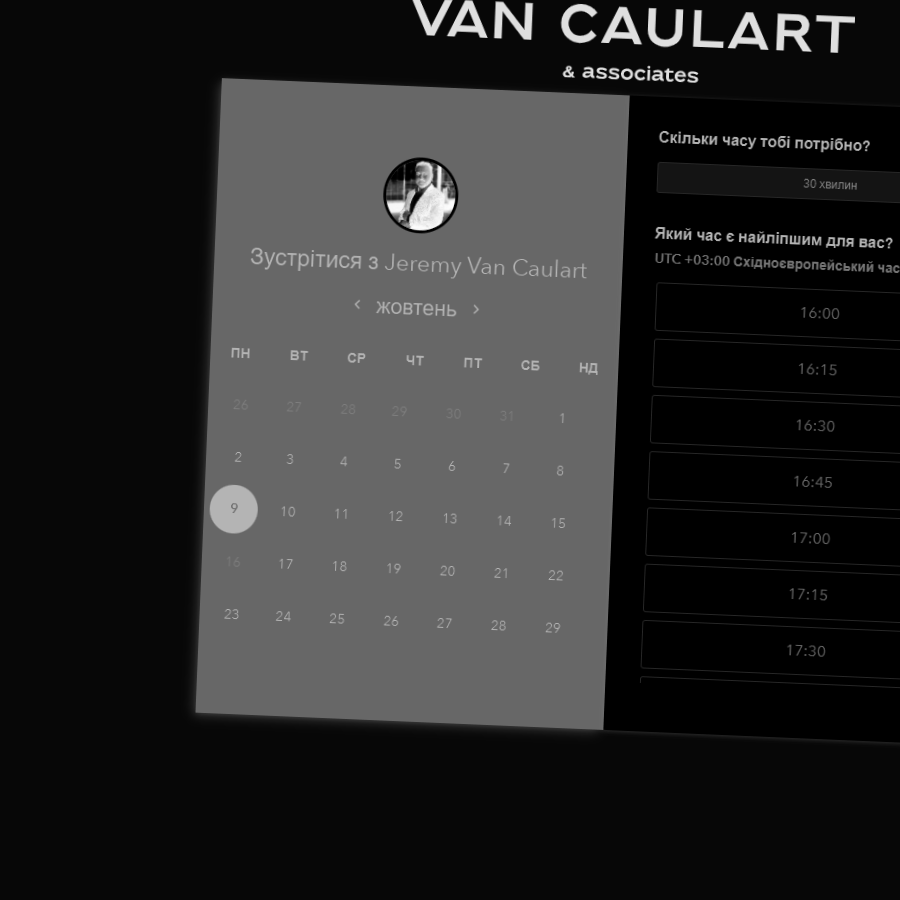 VAN CAULART
& associates
Зустрітися з Jeremy Van Caulart
жовтень
ПН ВТ СР ЧТ ПТ СБ НД
26 27 28 29 30 31 1
2 3 4 5 6 7 8
9 10 11 12 13 14 15
16 17 18 19 20 21 22
23 24 25 26 27 28 29
Скільки часу тобі потрібно?
30 хвилин
Який час є найліпшим для вас?
UTC +03:00 Східноєвропейський час
16:00
16:15
16:30
16:45
17:00
17:15
17:30